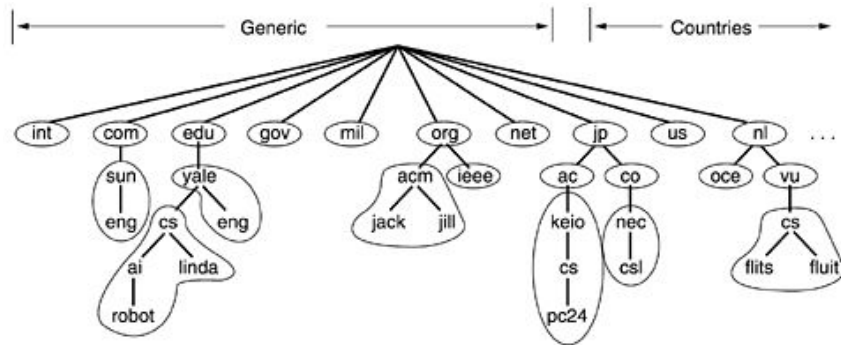 Generic Countries
int com edu gov mil org net jp us nl ...
sun yale acm ieee ac co oce vu
eng cs eng jack jill keio nec cs
ai linda cs csl flits fluit
robot pc24